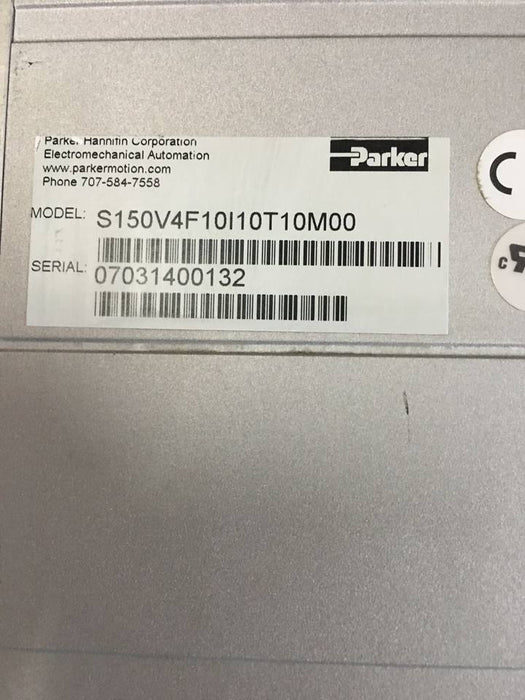 Parker Hannifin Corporation
Electromechanical Automation
www.parkermotion.com
Phone 707-584-7558
Parker
MODEL: S150V4F10I10T10M00
SERIAL: 07031400132
C
c